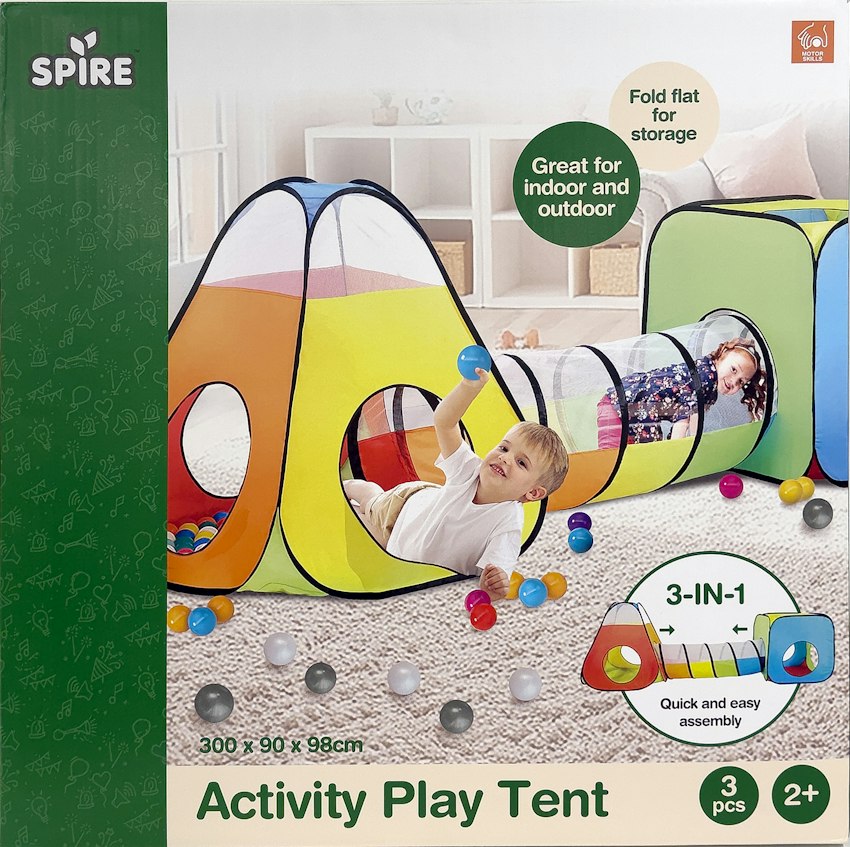 SPIRE
MOTOR
SKILLS
Fold flat
for
storage
Great for
indoor and
outdoor
3-IN-1
Quick and easy
assembly
300 x 90 x 98cm
Activity Play Tent
3
pcs
2+